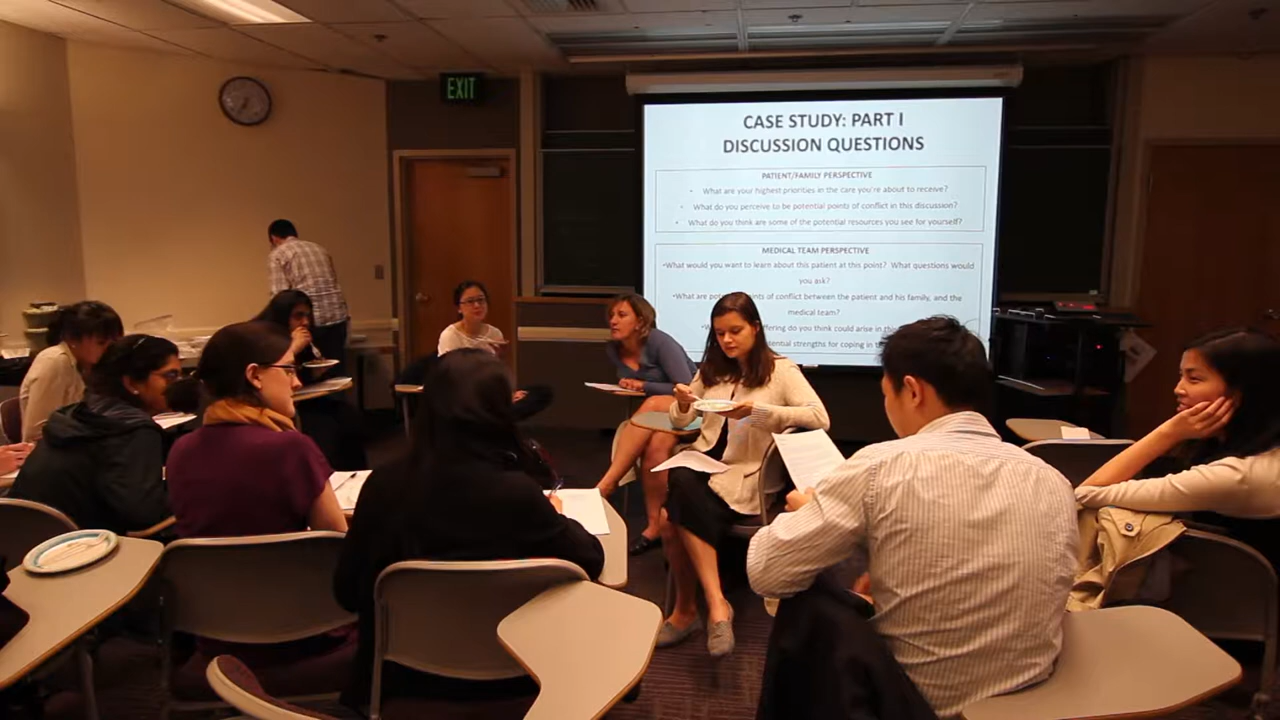 EXIT
CASE STUDY: PART I
DISCUSSION QUESTIONS
PATIENT/FAMILY PERSPECTIVE
• What are your highest priorities in the care you're about to receive?
• What do you perceive to be potential points of conflict in this discussion?
• What do you think are some of the potential resources you see for yourself?
MEDICAL TEAM PERSPECTIVE
•What would you want to learn about this patient at this point? What questions would
you ask?
•What are points of conflict between the patient and his family, and the
medical team?
do you think could arise in
potential strengths for coping in